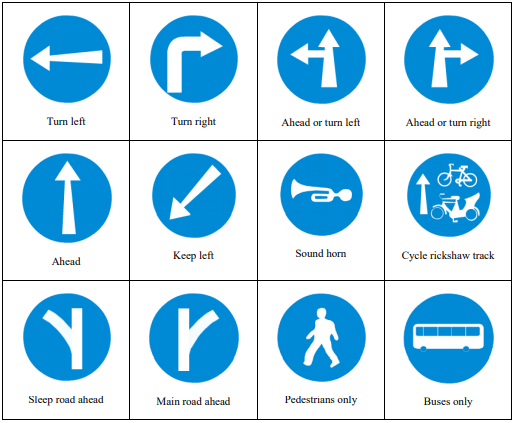 Turn left
Turn right
Ahead or turn left
Ahead or turn right
Ahead
Keep left
Sound horn
Cycle rickshaw track
Sleep road ahead
Main road ahead
Pedestrians only
Buses only